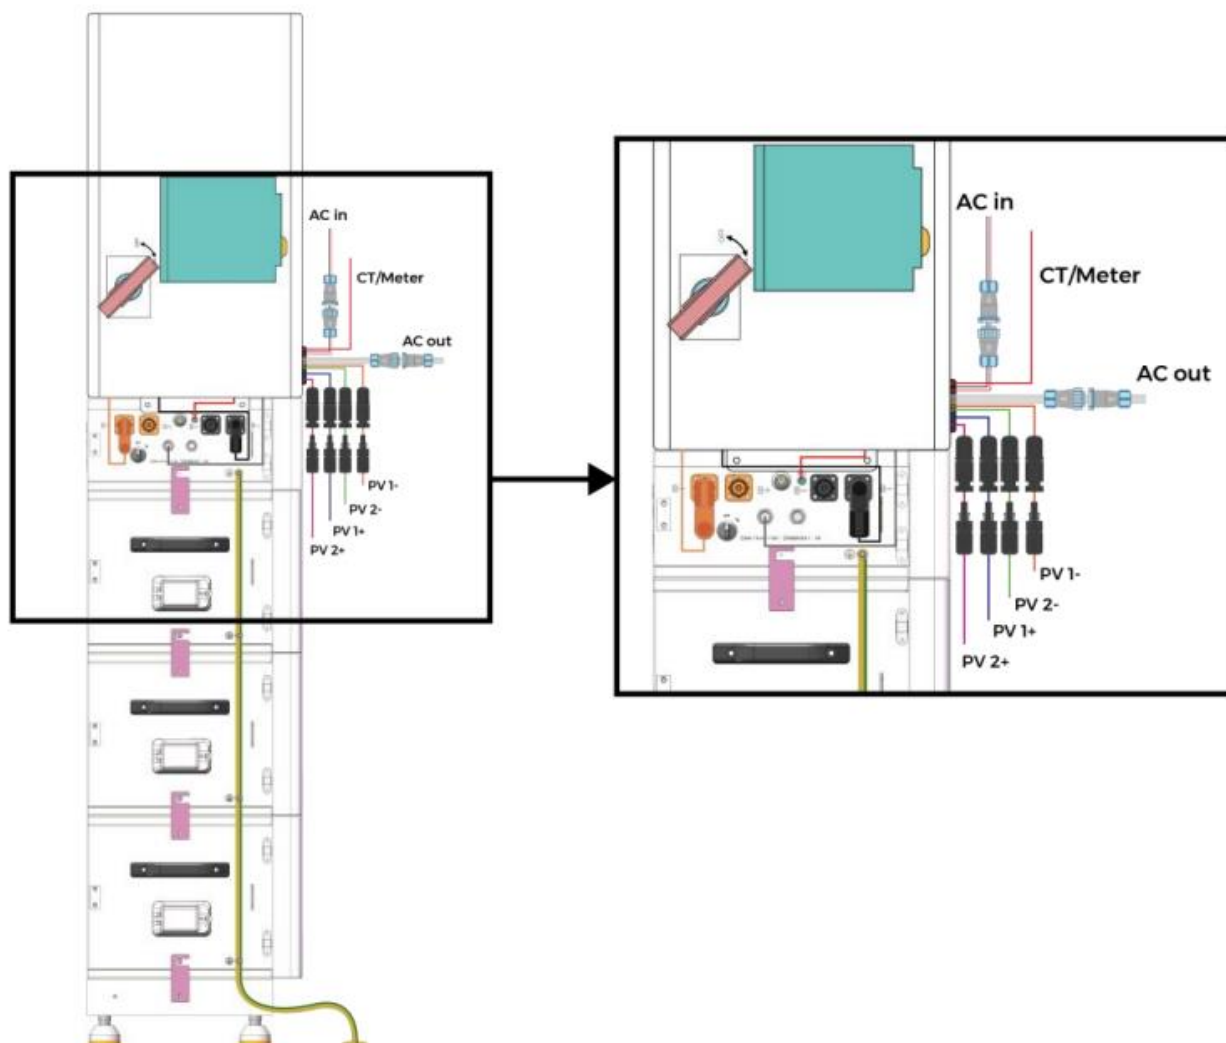 AC in
CT/Meter
AC out
PV 1-
PV 2-
PV 1+
PV 2+
AC in
CT/Meter
AC out
PV 1-
PV 2-
PV 1+
PV 2+